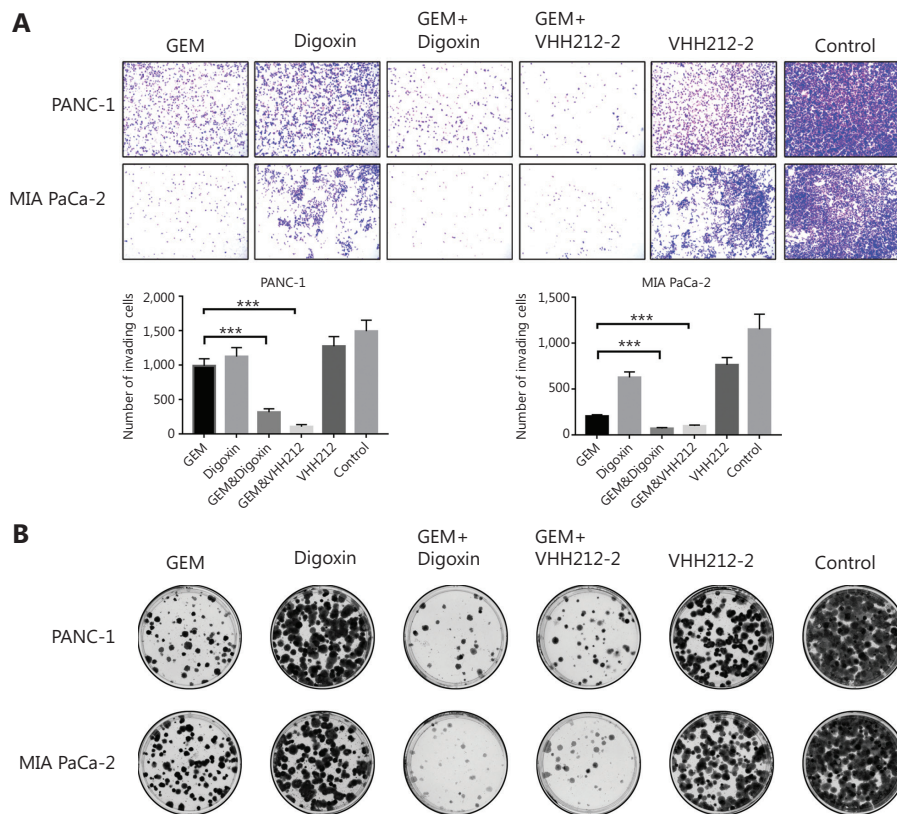 A
GEM
Digoxin
GEM+
Digoxin
GEM+
VHH212-2
VHH212-2
Control
PANC-1
MIA PaCa-2
PANC-1
Number of invading cells
2,000
1,500
1,000
500
0
***
***
GEM
Digoxin
GEM&Digoxin
GEM&VHH212
VHH212
Control
MIA PaCa-2
Number of invading cells
1,500
1,000
500
0
***
***
GEM
Digoxin
GEM&Digoxin
GEM&VHH212
VHH212
Control
B
GEM
Digoxin
GEM+
Digoxin
GEM+
VHH212-2
VHH212-2
Control
PANC-1
MIA PaCa-2